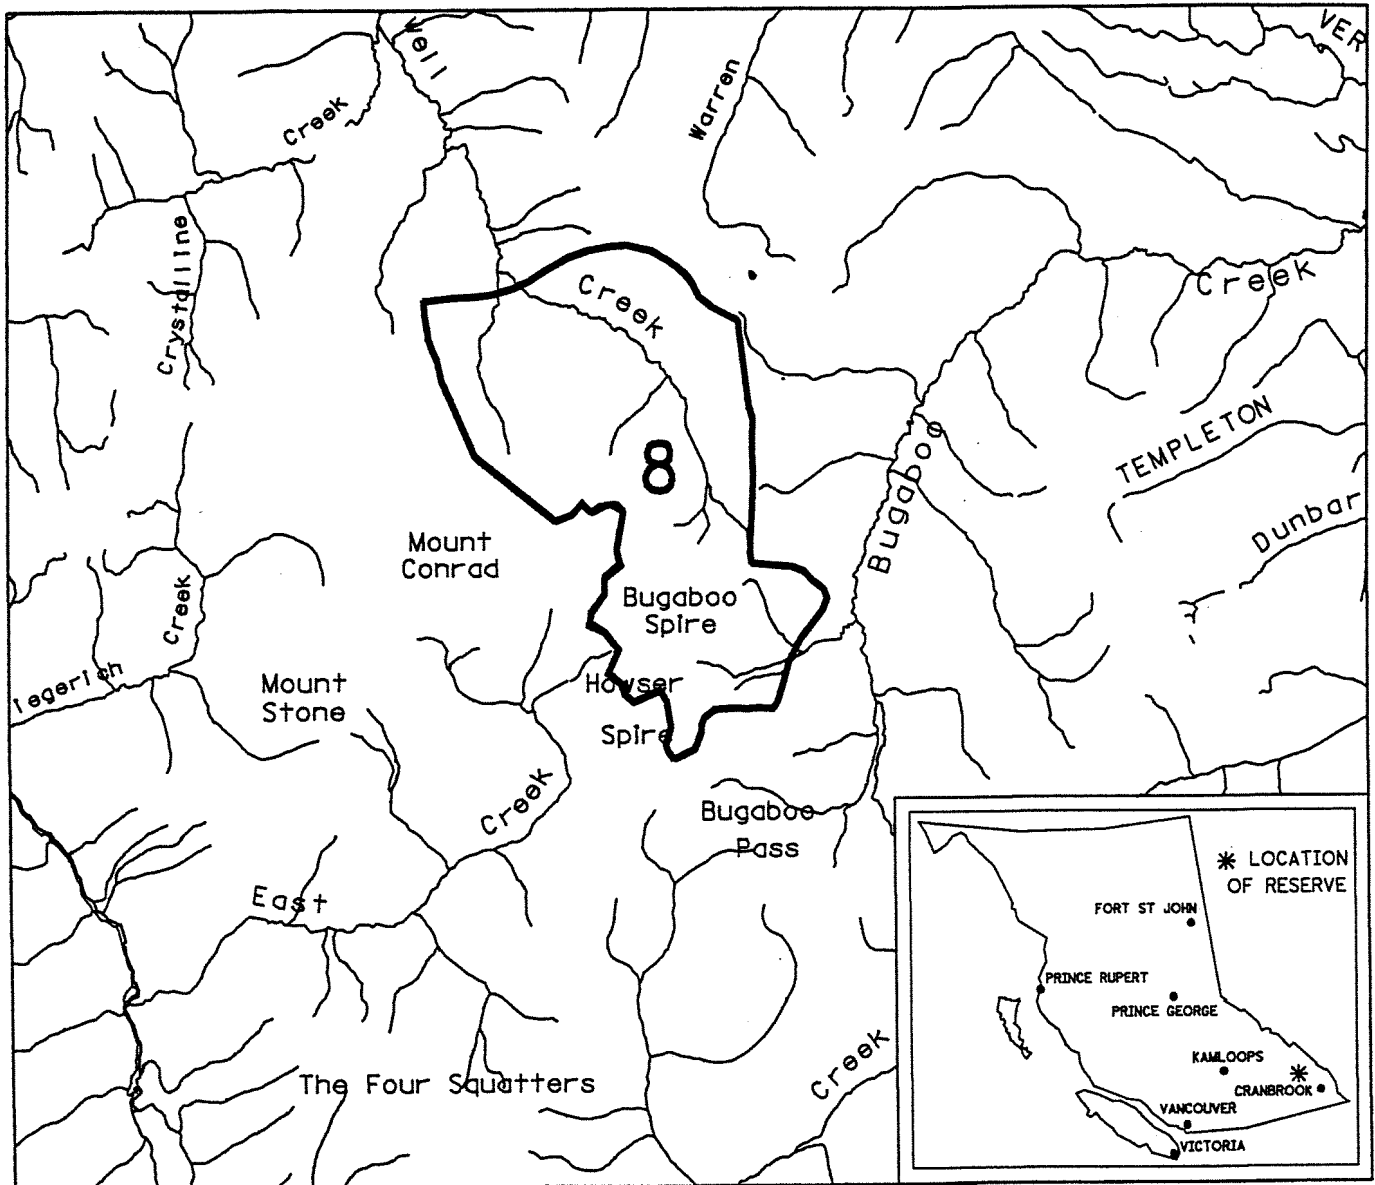 VER
Vell
Creek
Warren
Crystalline
Creek
Creek
TEMPLETON
Bugaboo
Dunbar
8
Mount
Conrad
Bugaboo
Spire
Creek
iegerich
Mount
Stone
Howser
Spire
Creek
Bugaboo
Pass
East
The Four Squatters
Creek
LOCATION
OF RESERVE
FORT ST JOHN
PRINCE RUPERT
PRINCE GEORGE
KAMLOOPS
CRANBROOK
VANCOUVER
VICTORIA